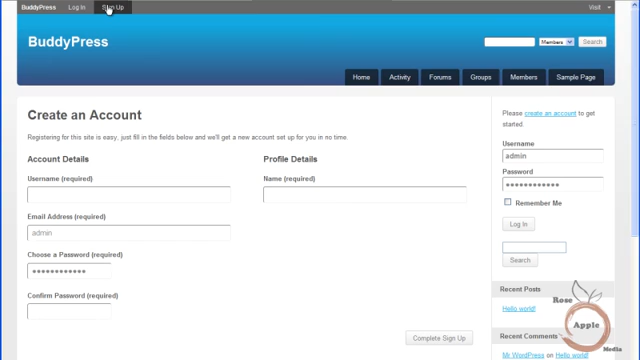 BuddyPress Log In Sign Up Visit
BuddyPress
Members Search
Home Activity Forums Groups Members Sample Page
Create an Account
Registering for this site is easy, just fill in the fields below and we'll get a new account set up for you in no time.
Account Details
Profile Details
Username (required)
Name (required)
Email Address (required)
admin
Choose a Password (required)
••••••••••••
Confirm Password (required)
Complete Sign Up
Please create an account to get
started.
Username
admin
Password
••••••••••••
Remember Me
Log In
Search
Recent Posts
Hello world!
Recent Comments
Mr WordPress on Hello world!
Rose
Apple
Media